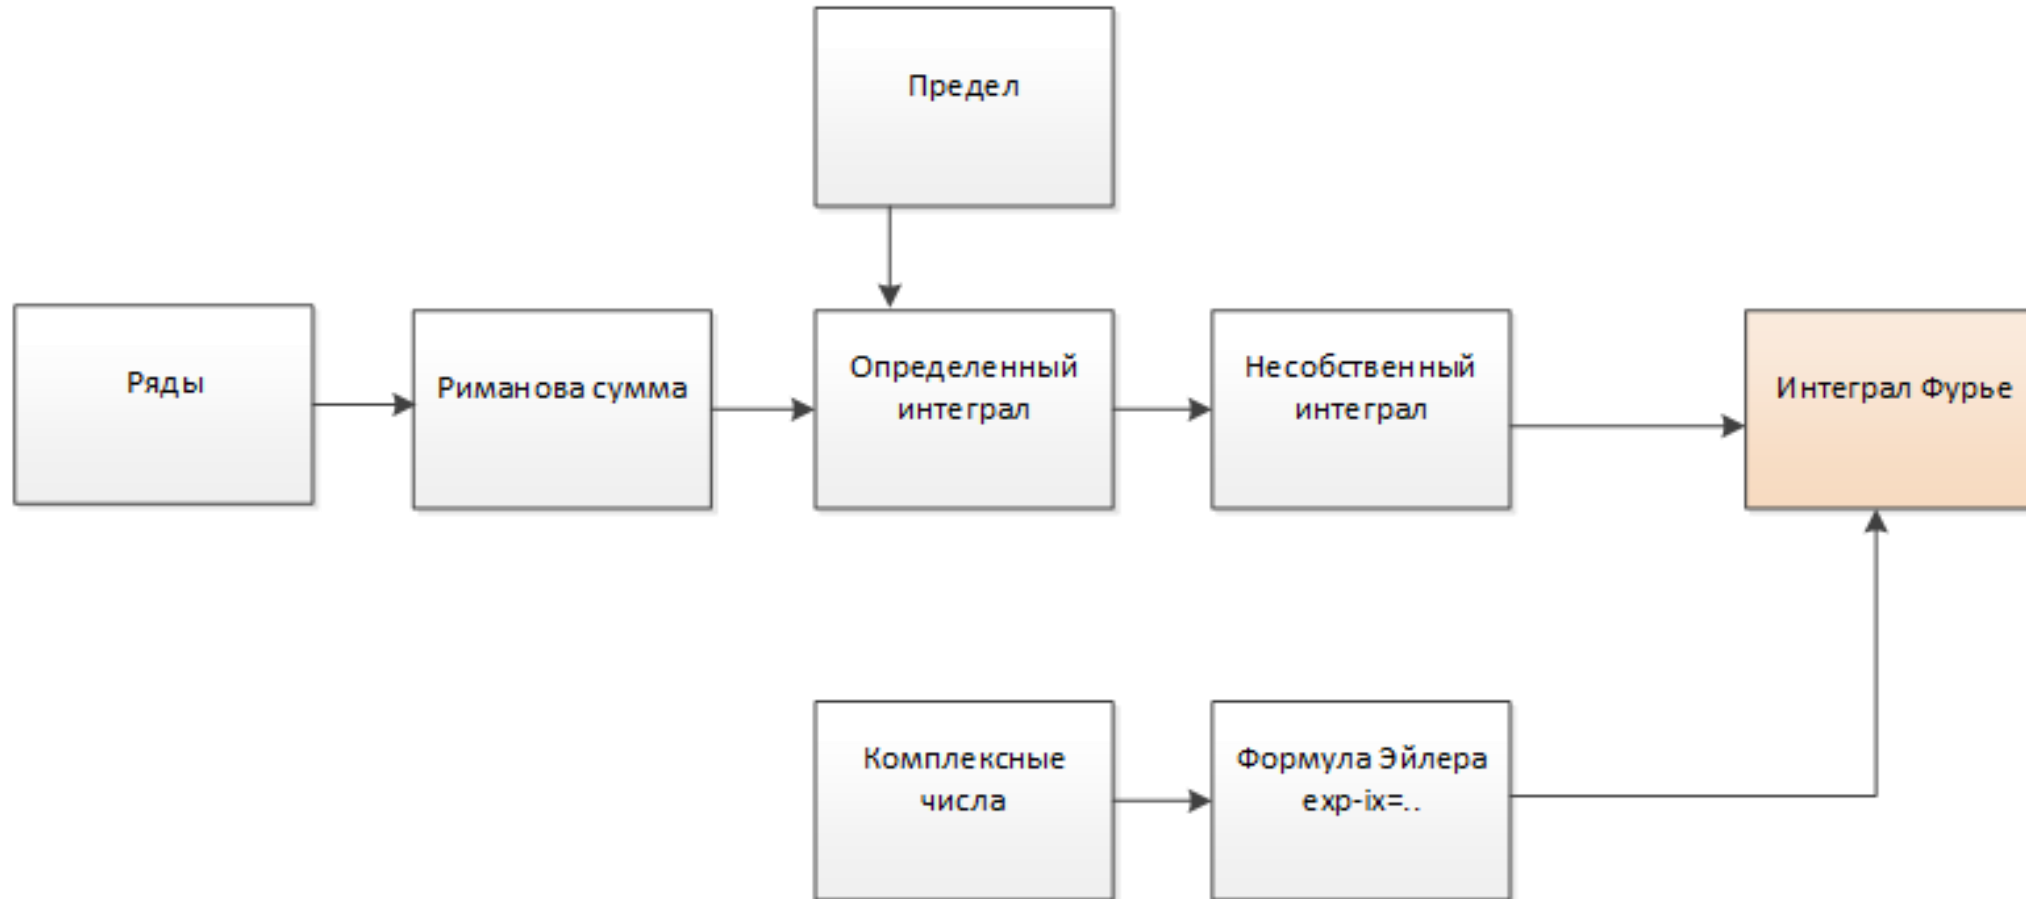 Предел
Ряды
Риманова сумма
Определенный
интеграл
Несобственный
интеграл
Интеграл Фурье
Комплексные
числа
Формула Эйлера
exp-ix=..